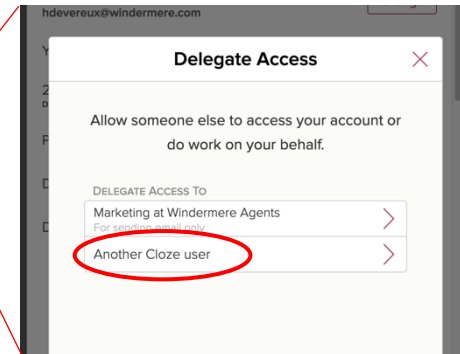 hdevereux@windermere.com
Delegate Access
Allow someone else to access your account or
do work on your behalf.
DELEGATE ACCESS TO
Marketing at Windermere Agents
For sending email only
Another Cloze user